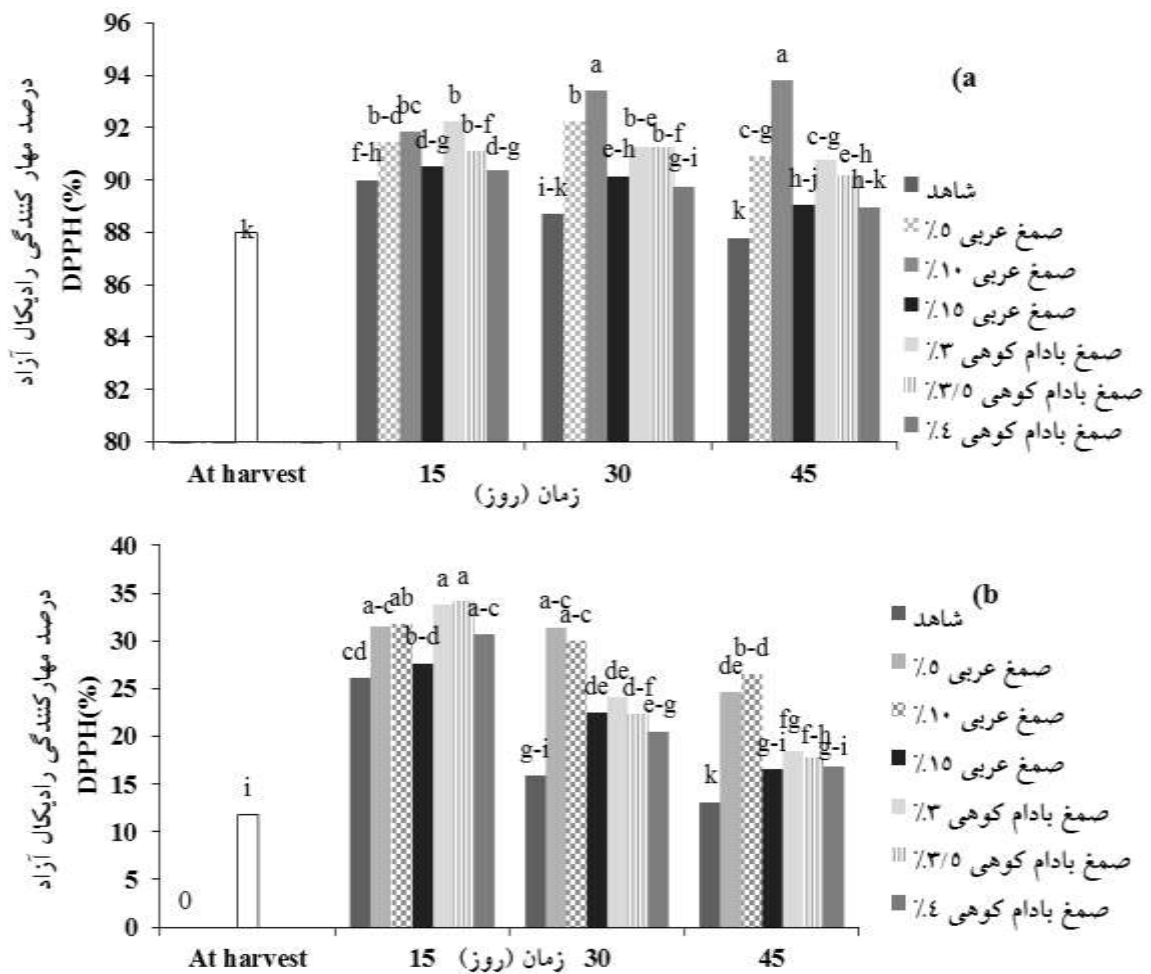 درصد مهار کنندگی رادیکال آزاد
DPPH (%)
96
94
92
90
88
86
84
82
80
k
f-h
b-d
bc
d-g
b
b-f
d-g
i-k
b
a
e-h
b-e
b-f
g-i
k
c-g
a
h-j
c-g
e-h
h-k
(a
شاهد
صمغ عربی ۵٪
صمغ عربی ۱۰٪
صمغ عربی ۱۵٪
صمغ بادام کوهی ۳٪
صمغ بادام کوهی ۳/۵٪
صمغ بادام کوهی ٤٪
At harvest 15 30 45
زمان (روز)
درصد مهارکنندگی رادیکال آزاد
DPPH(%)
40
35
30
25
20
15
10
5
0
0
i
cd
a-c
ab
b-d
a
a
a-c
g-i
a-c
a-c
de
de
d-f
e-g
k
de
b-d
g-i
fg
f-h
g-i
(b
شاهد
صمغ عربی ۵٪
صمغ عربی ۱۰٪
صمغ عربی ۱۵٪
صمغ بادام کوهی ۳٪
صمغ بادام کوهی ۳/۵٪
صمغ بادام کوهی ٤٪
At harvest 15 زمان (روز) 30 45